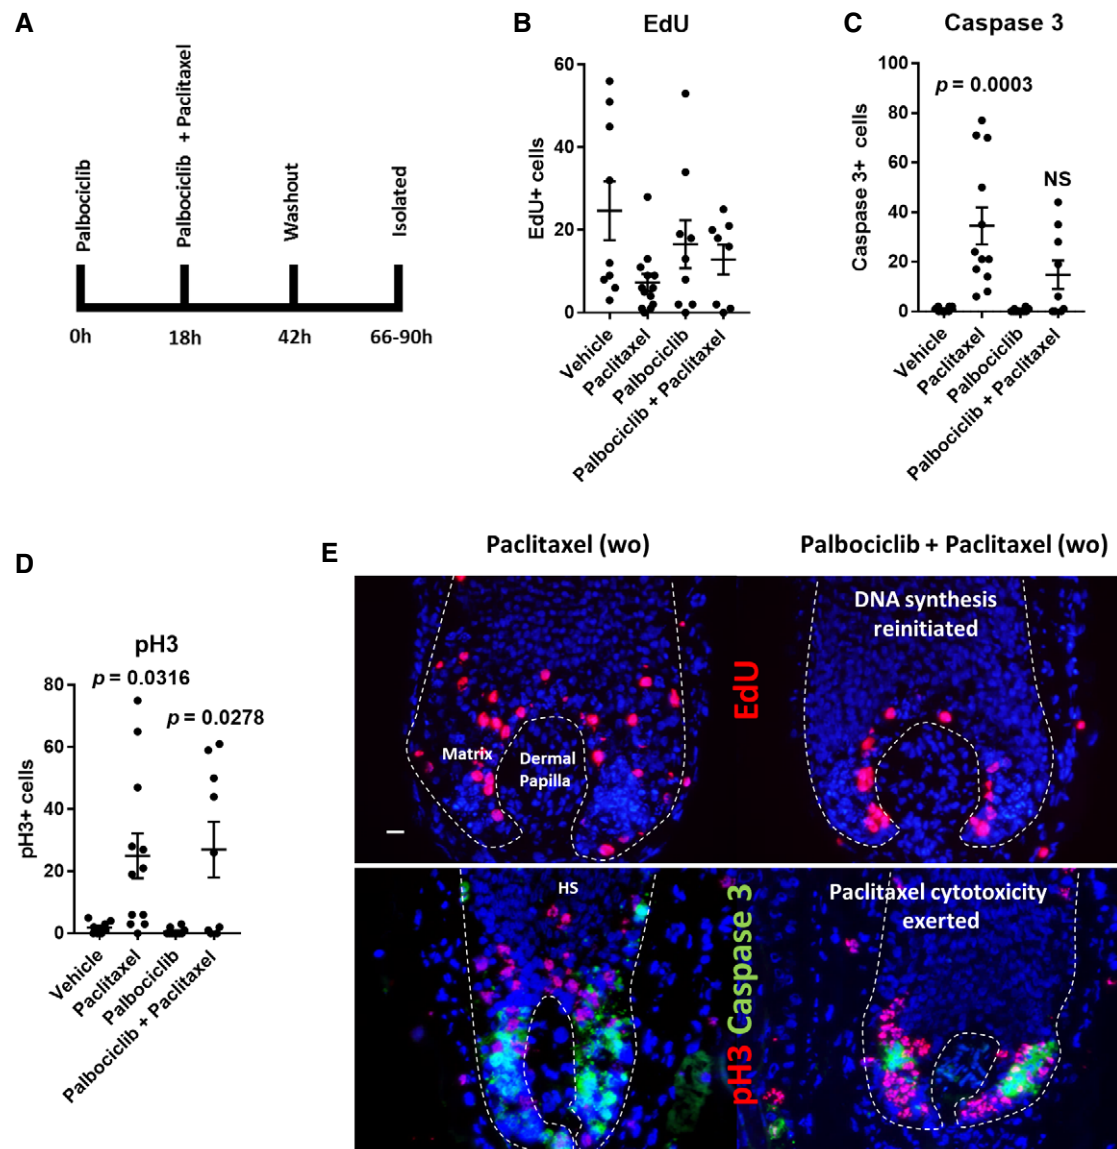 A
Palbociclib
Palbociclib + Paclitaxel
Washout
Isolated
0h
18h
42h
66-90h
B
EdU
EdU+ cells
60
40
20
0
Vehicle
Paclitaxel
Palbociclib
Palbociclib + Paclitaxel
C
Caspase 3
Caspase 3+ cells
100
80
60
40
20
0
p = 0.0003
NS
Vehicle
Paclitaxel
Palbociclib
Palbociclib + Paclitaxel
D
pH3
p = 0.0316
p = 0.0278
pH3+ cells
80
60
40
20
0
Vehicle
Paclitaxel
Palbociclib
Palbociclib + Paclitaxel
E
Paclitaxel (wo)
Palbociclib + Paclitaxel (wo)
EdU
Matrix
Dermal
Papilla
DNA synthesis
reinitiated
pH3 Caspase 3
HS
Paclitaxel cytotoxicity
exerted